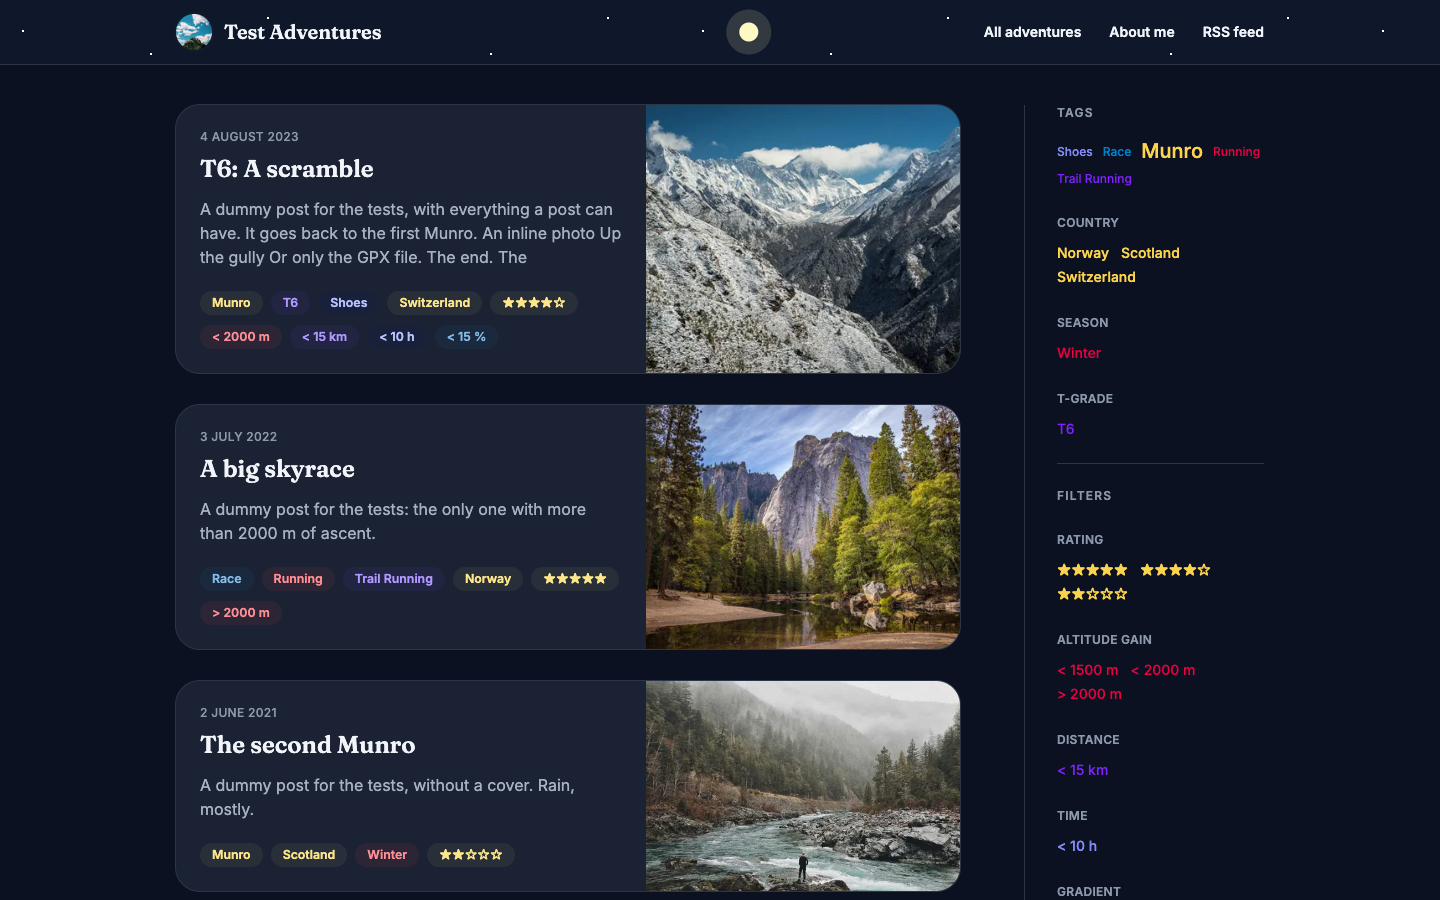 Test Adventures
All adventures About me RSS feed
4 AUGUST 2023
T6: A scramble
A dummy post for the tests, with everything a post can
have. It goes back to the first Munro. An inline photo Up
the gully Or only the GPX file. The end. The
Munro T6 Shoes Switzerland ★★★★☆
< 2000 m < 15 km < 10 h < 15 %
3 JULY 2022
A big skyrace
A dummy post for the tests: the only one with more
than 2000 m of ascent.
Race Running Trail Running Norway ★★★★★
> 2000 m
2 JUNE 2021
The second Munro
A dummy post for the tests, without a cover. Rain,
mostly.
Munro Scotland Winter ★★☆☆☆
TAGS
Shoes Race Munro Running
Trail Running
COUNTRY
Norway Scotland
Switzerland
SEASON
Winter
T-GRADE
T6
FILTERS
RATING
★★★★★ ★★★★☆
★★☆☆☆
ALTITUDE GAIN
< 1500 m < 2000 m
> 2000 m
DISTANCE
< 15 km
TIME
< 10 h
GRADIENT